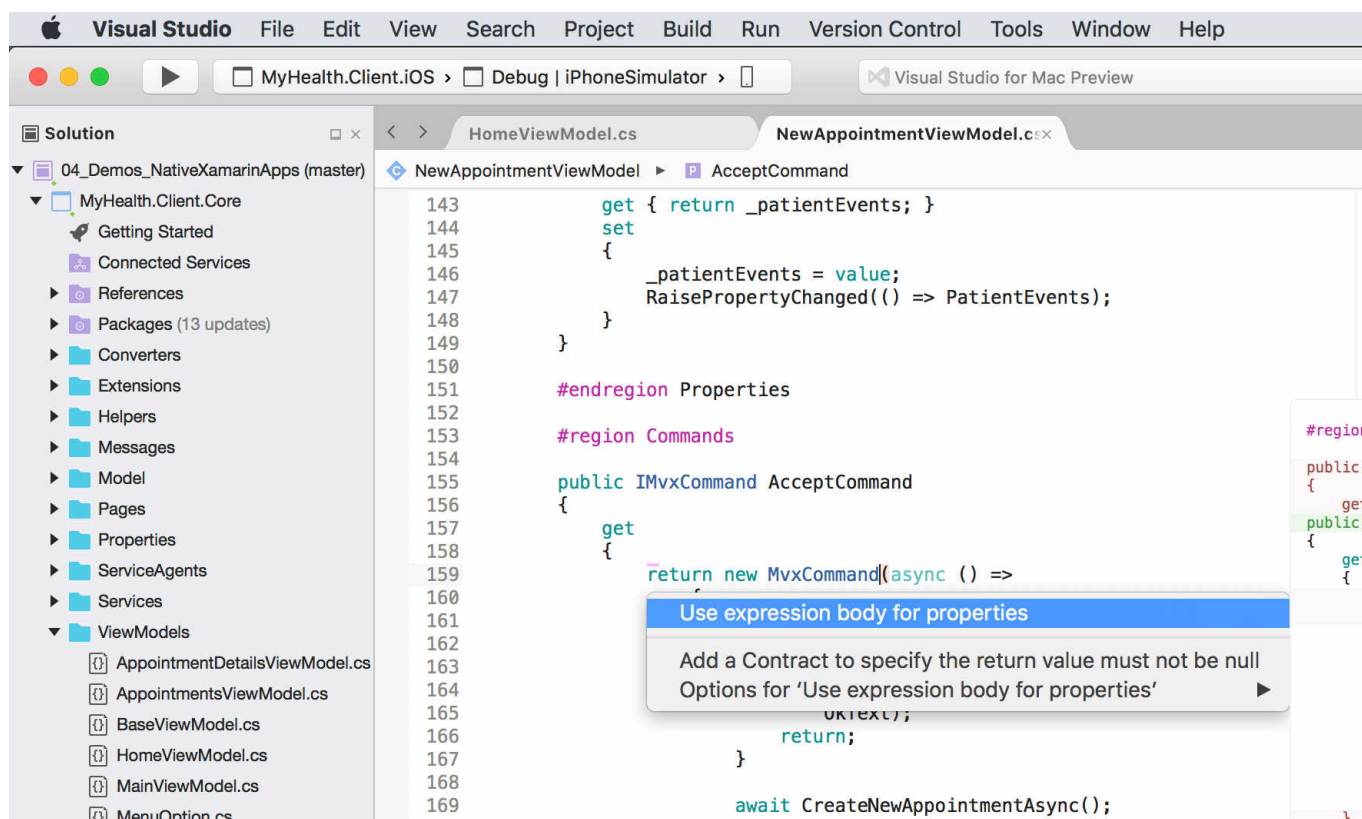 Visual Studio File Edit View Search Project Build Run Version Control Tools Window Help
MyHealth.Client.iOS › Debug | iPhoneSimulator ›
Visual Studio for Mac Preview
Solution
HomeViewModel.cs
NewAppointmentViewModel.cs
04_Demos_NativeXamarinApps (master)
MyHealth.Client.Core
Getting Started
Connected Services
References
Packages (13 updates)
Converters
Extensions
Helpers
Messages
Model
Pages
Properties
ServiceAgents
Services
ViewModels
AppointmentDetailsViewModel.cs
AppointmentsViewModel.cs
BaseViewModel.cs
HomeViewModel.cs
MainViewModel.cs
MenuOption.cs
NewAppointmentViewModel ▶ P AcceptCommand
143 get { return _patientEvents; }
144 set
145 {
146 _patientEvents = value;
147 RaisePropertyChanged(() => PatientEvents);
148 }
149 }
150
151 #endregion Properties
152
153 #region Commands
154
155 public IMvxCommand AcceptCommand
156 {
157 get
158 {
159 return new MvxCommand(async () =>
160
161
162
163
164
165 OkText);
166 return;
167 }
168
169 await CreateNewAppointmentAsync();
Use expression body for properties
Add a Contract to specify the return value must not be null
Options for ‘Use expression body for properties’
public
{
public
{
{
}